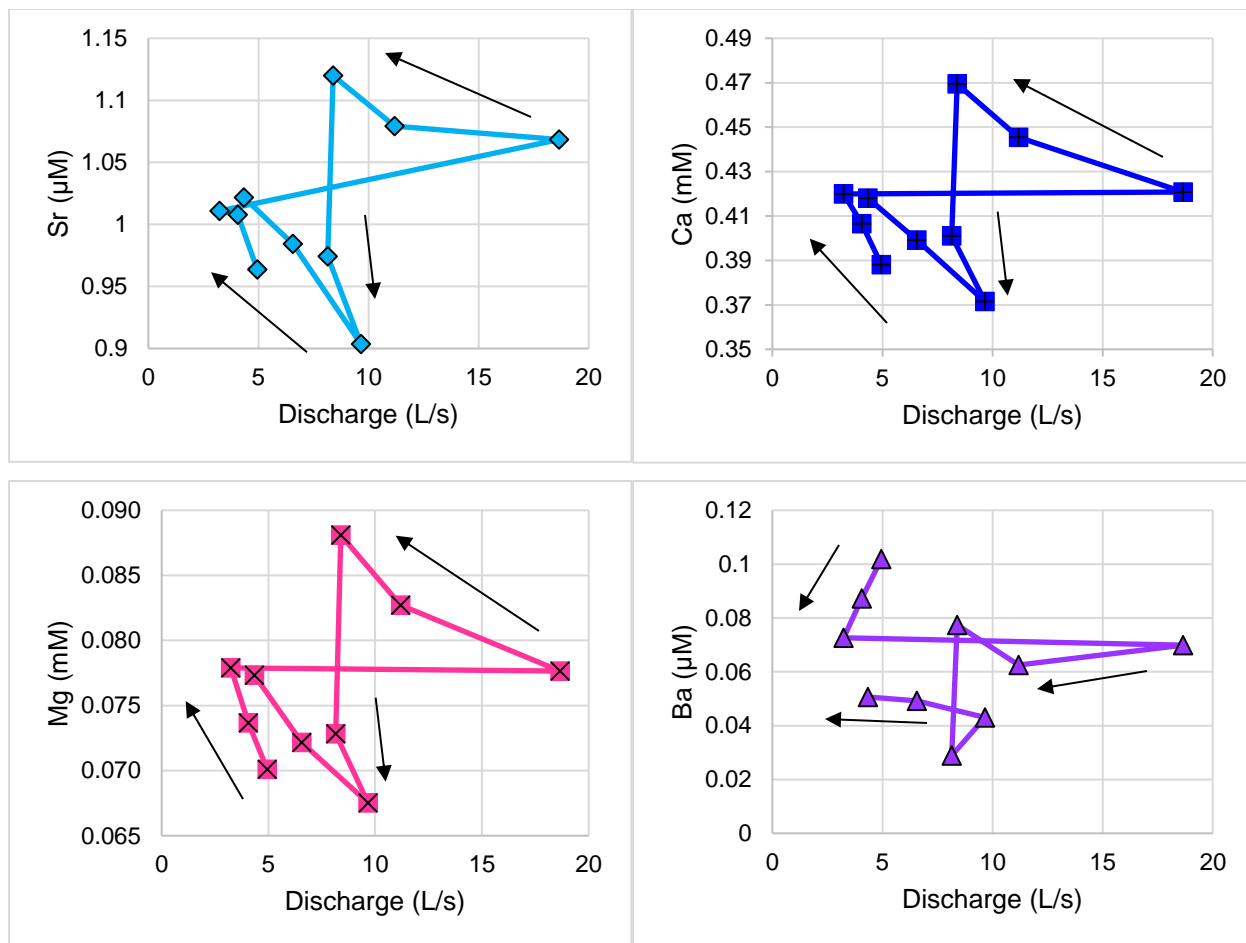 1.15
1.1
1.05
1
0.95
0.9
Sr (µM)
0 5 10 15 20
Discharge (L/s)
0.49
0.47
0.45
0.43
0.41
0.39
0.37
0.35
Ca (mM)
0 5 10 15 20
Discharge (L/s)
0.090
0.085
0.080
0.075
0.070
0.065
Mg (mM)
0 5 10 15 20
Discharge (L/s)
0.12
0.1
0.08
0.06
0.04
0.02
0
Ba (µM)
0 5 10 15 20
Discharge (L/s)